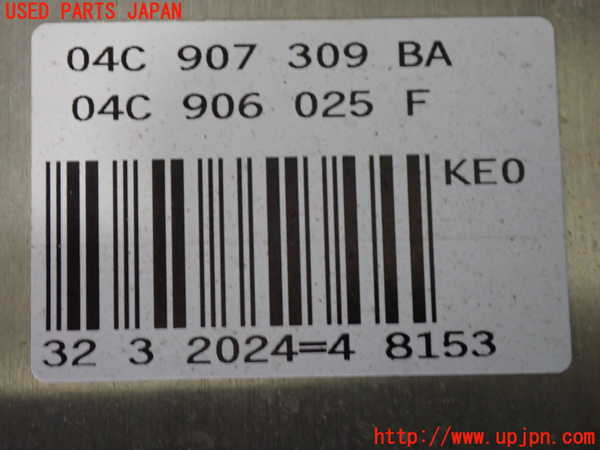 USED PARTS JAPAN
04C 907 309 BA
04C 906 025 F
KE0
32 3 2024=4 8153
http://www.upjpn.com/